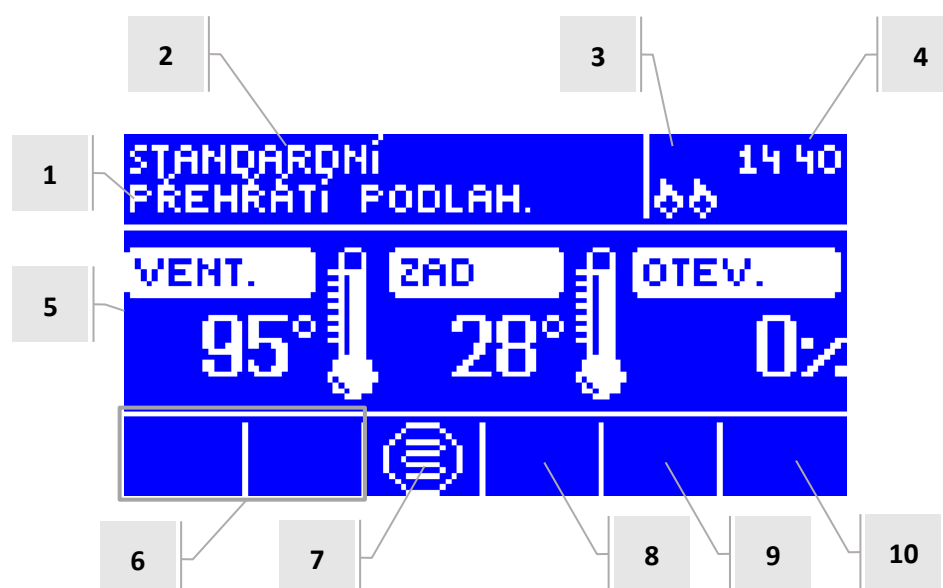 2
3
4
1
STANDARDNÍ
14 40
PŘEHŘÁTÍ PODLAH.
5
VENT.
ZAD
OTEV.
95°
28°
0%
6
7
8
9
10